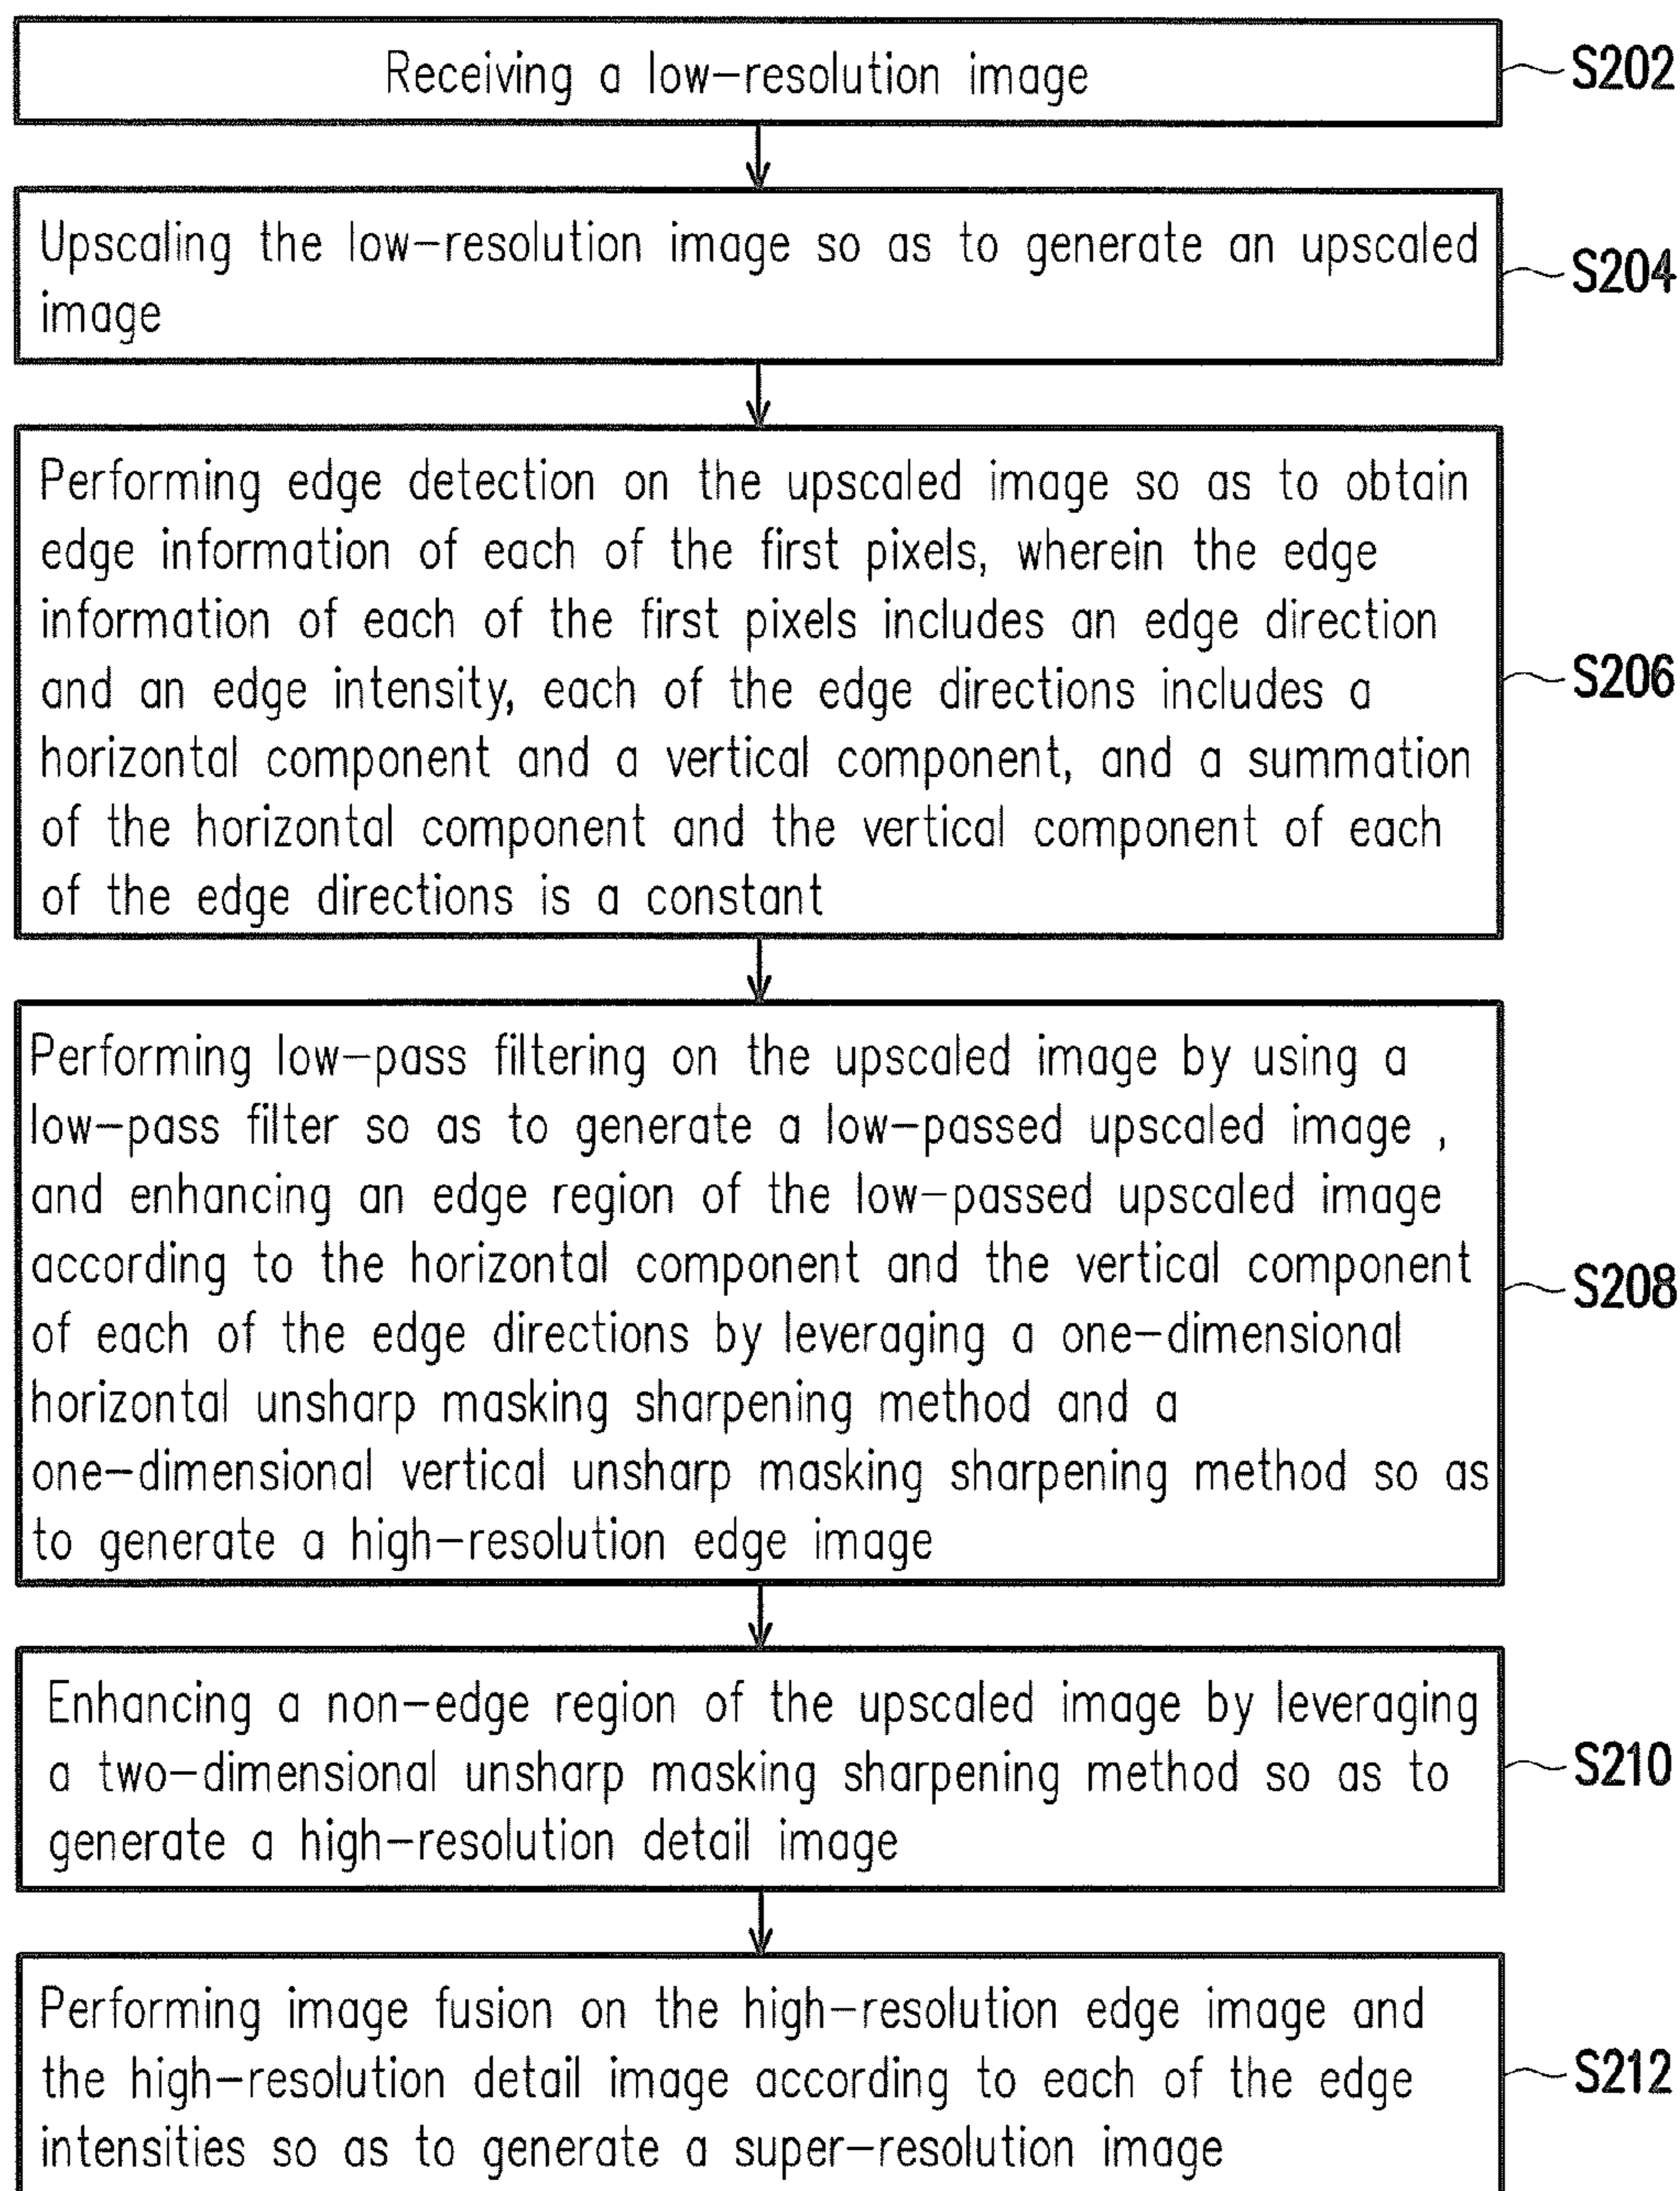 Receiving a low-resolution image
S202
Upscaling the low-resolution image so as to generate an upscaled
image
S204
Performing edge detection on the upscaled image so as to obtain
edge information of each of the first pixels, wherein the edge
information of each of the first pixels includes an edge direction
and an edge intensity, each of the edge directions includes a
horizontal component and a vertical component, and a summation
of the horizontal component and the vertical component of each
of the edge directions is a constant
S206
Performing low-pass filtering on the upscaled image by using a
low-pass filter so as to generate a low-passed upscaled image ,
and enhancing an edge region of the low-passed upscaled image
according to the horizontal component and the vertical component
of each of the edge directions by leveraging a one-dimensional
horizontal unsharp masking sharpening method and a
one-dimensional vertical unsharp masking sharpening method so as
to generate a high-resolution edge image
S208
Enhancing a non-edge region of the upscaled image by leveraging
a two-dimensional unsharp masking sharpening method so as to
generate a high-resolution detail image
S210
Performing image fusion on the high-resolution edge image and
the high-resolution detail image according to each of the edge
intensities so as to generate a super-resolution image
S212